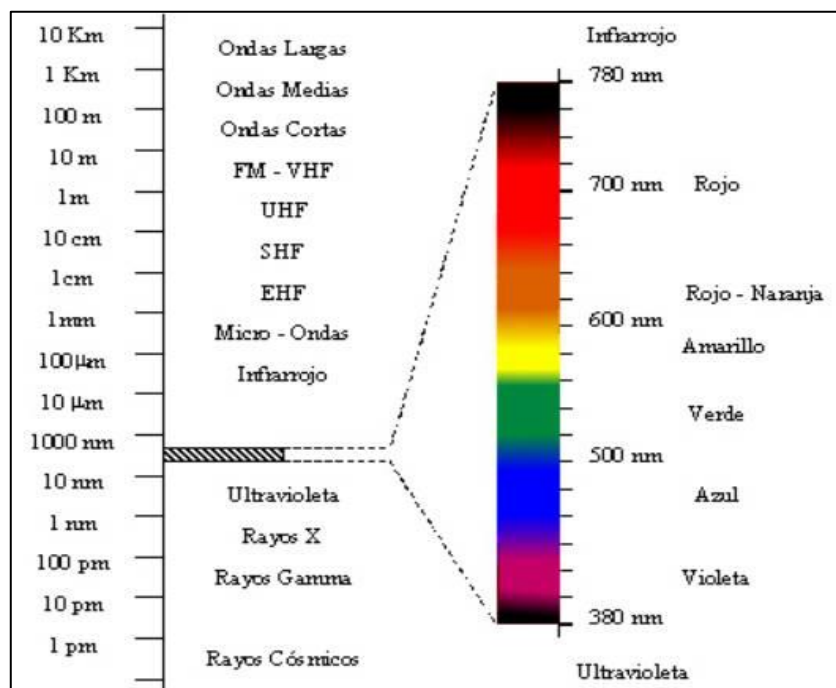 10 Km
1 Km
100 m
10 m
1m
10 cm
1cm
1mm
100µm
10 µm
1000 nm
10 nm
1 nm
100 pm
10 pm
1 pm
Ondas Largas
Ondas Medias
Ondas Cortas
FM - VHF
UHF
SHF
EHF
Micro - Ondas
Infrarrojo
Ultravioleta
Rayos X
Rayos Gamma
Rayos Cósmicos
Infrarrojo
780 nm
700 nm
600 nm
500 nm
380 nm
Rojo
Rojo - Naranja
Amarillo
Verde
Azul
Violeta
Ultravioleta